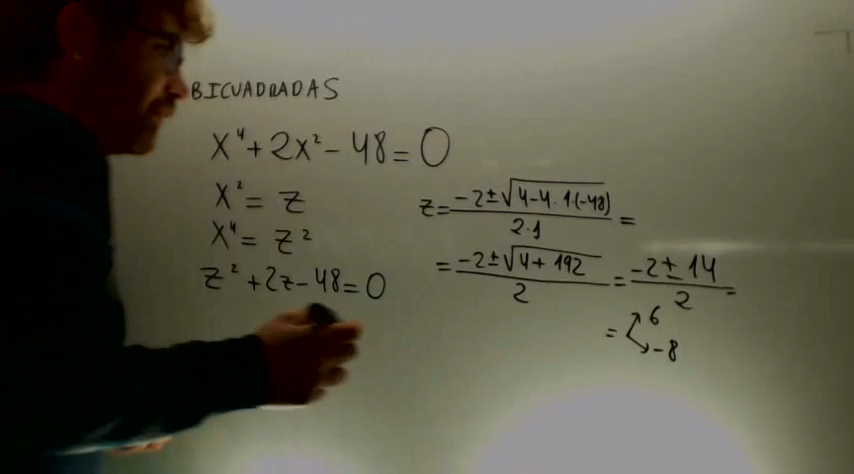 BICUADRADAS
x⁴ + 2x² - 48 = 0
x² = z
x⁴ = z²
z² + 2z - 48 = 0
z = (-2 ± √(4 - 4 · 1 · (-48))) / (2 · 1) =
= (-2 ± √(4 + 192)) / 2 = (-2 ± 14) / 2 =
= ↗ 6
↘ -8